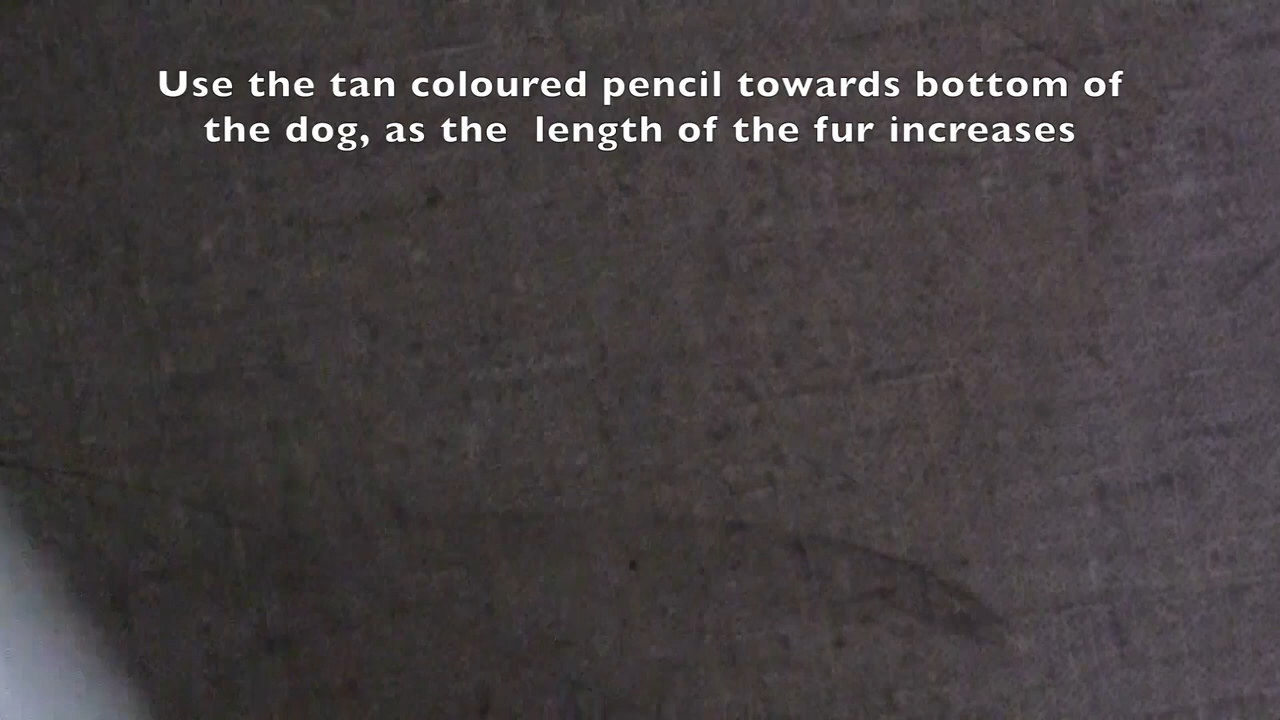 Use the tan coloured pencil towards bottom of
the dog, as the  length of the fur increases